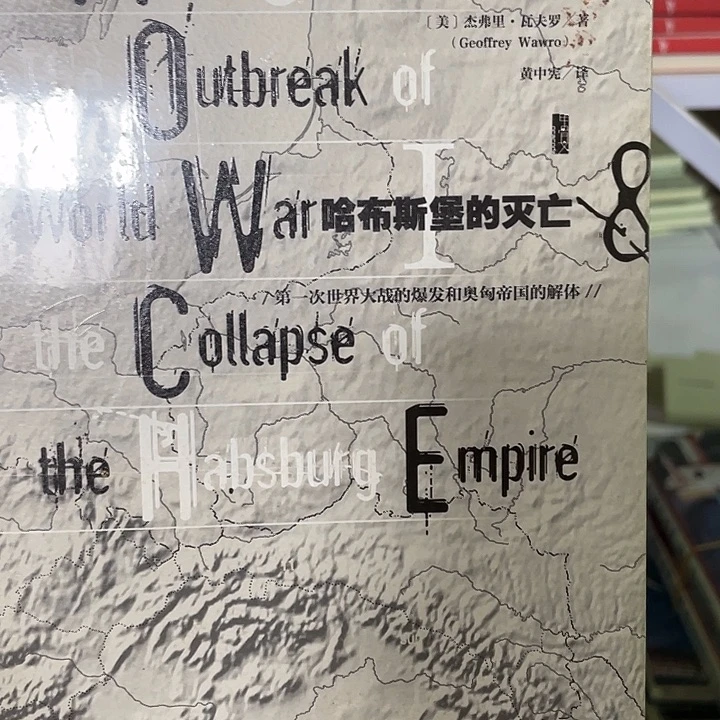 〔美〕杰弗里·瓦夫罗／著
(Geoffrey Wawro)
黄中宪／译
Outbreak of
World War I
哈布斯堡的灭亡
&
/ 第一次世界大战的爆发和奥匈帝国的解体 //
the Collapse of
the Habsburg Empire